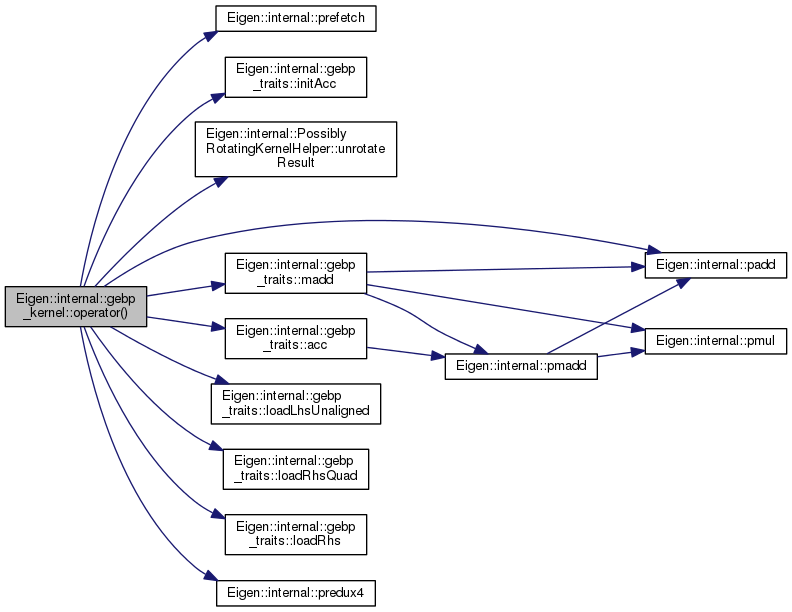 Eigen::internal::prefetch
Eigen::internal::gebp
_traits::initAcc
Eigen::internal::Possibly
RotatingKernelHelper::unrotate
Result
Eigen::internal::padd
Eigen::internal::gebp
_traits::madd
Eigen::internal::gebp
_kernel::operator()
Eigen::internal::gebp
_traits::acc
Eigen::internal::pmul
Eigen::internal::pmadd
Eigen::internal::gebp
_traits::loadLhsUnaligned
Eigen::internal::gebp
_traits::loadRhsQuad
Eigen::internal::gebp
_traits::loadRhs
Eigen::internal::predux4